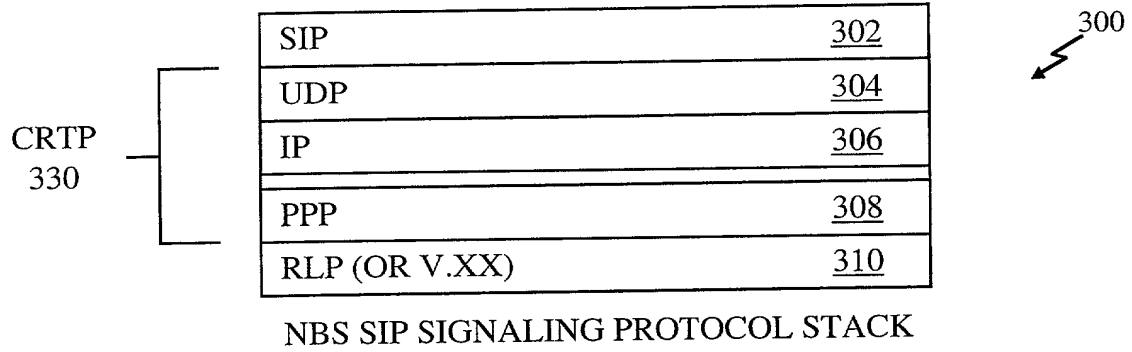 300
SIP 302
UDP 304
CRTP
330
IP 306
PPP 308
RLP (OR V.XX) 310
NBS SIP SIGNALING PROTOCOL STACK